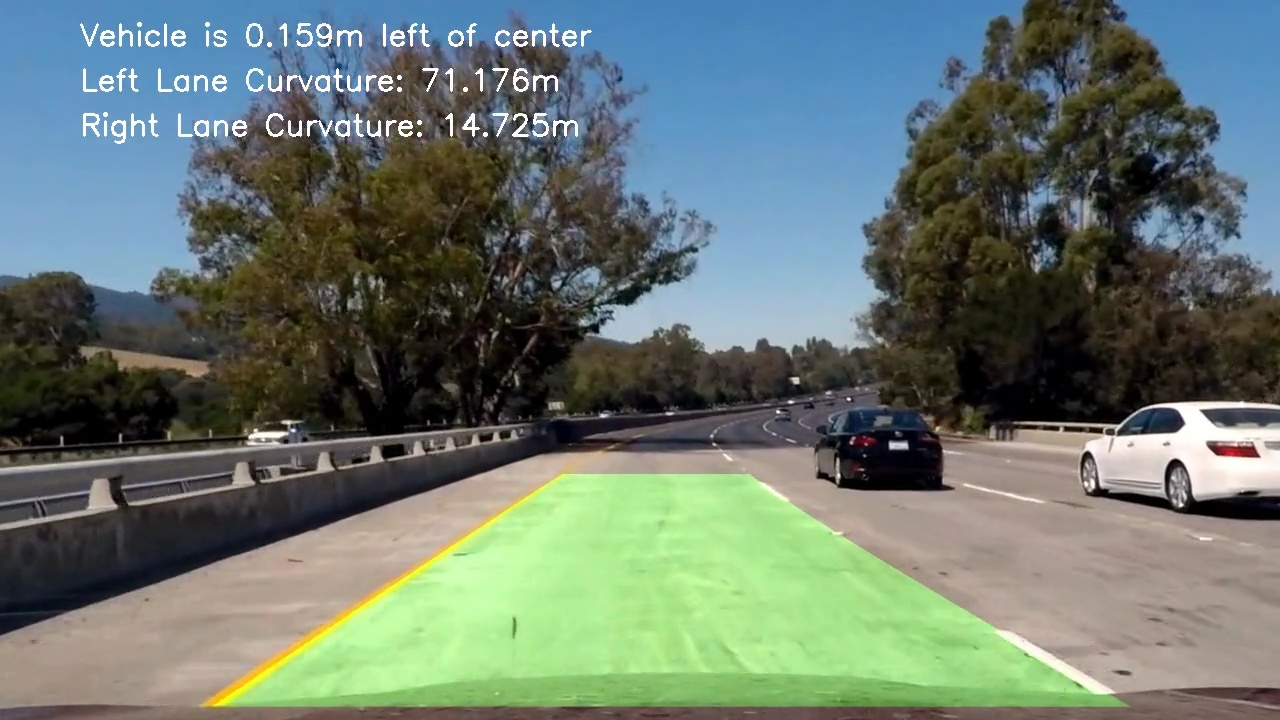 Vehicle is 0.159m left of center
Left Lane Curvature: 71.176m
Right Lane Curvature: 14.725m